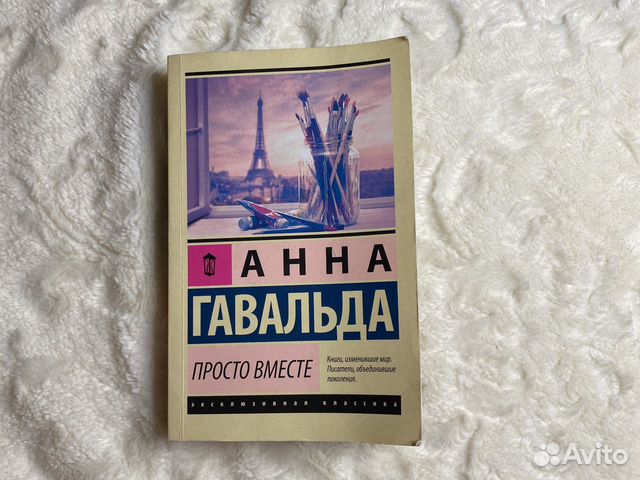 АННА
ГАВАЛЬДА
ПРОСТО ВМЕСТЕ
Книги, изменившие мир.
Писатели, объединившие
поколения.
эксклюзивная классика
Avito